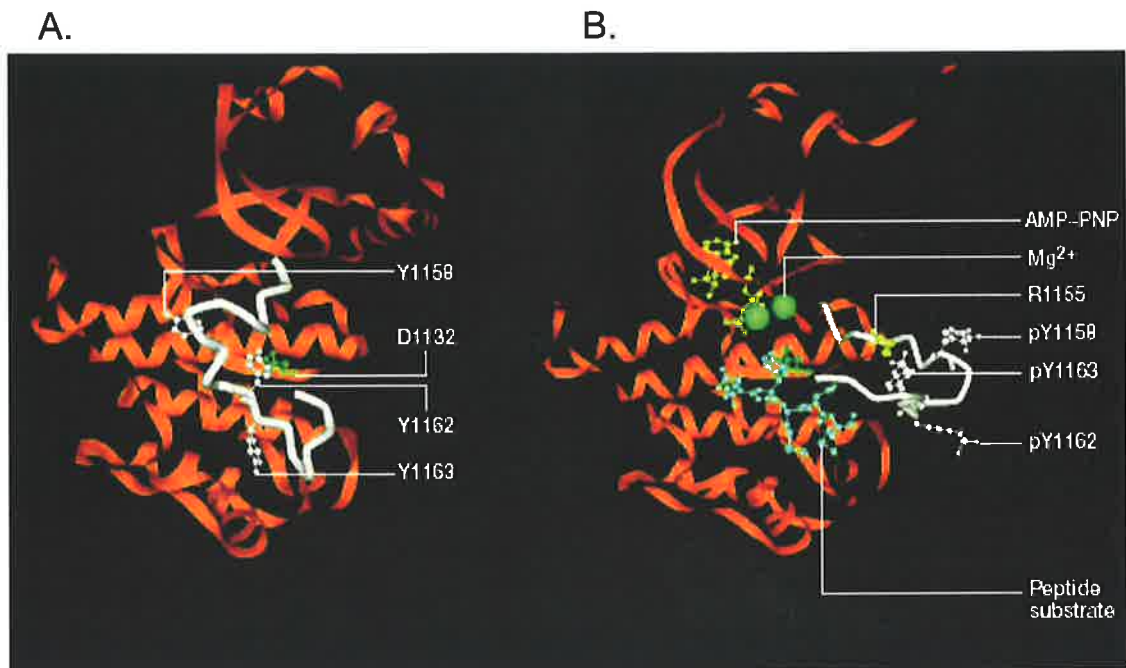 A.
B.
Y1158
D1132
Y1162
Y1163
AMP–PNP
Mg2+
R1155
pY1158
pY1163
pY1162
Peptide
substrate